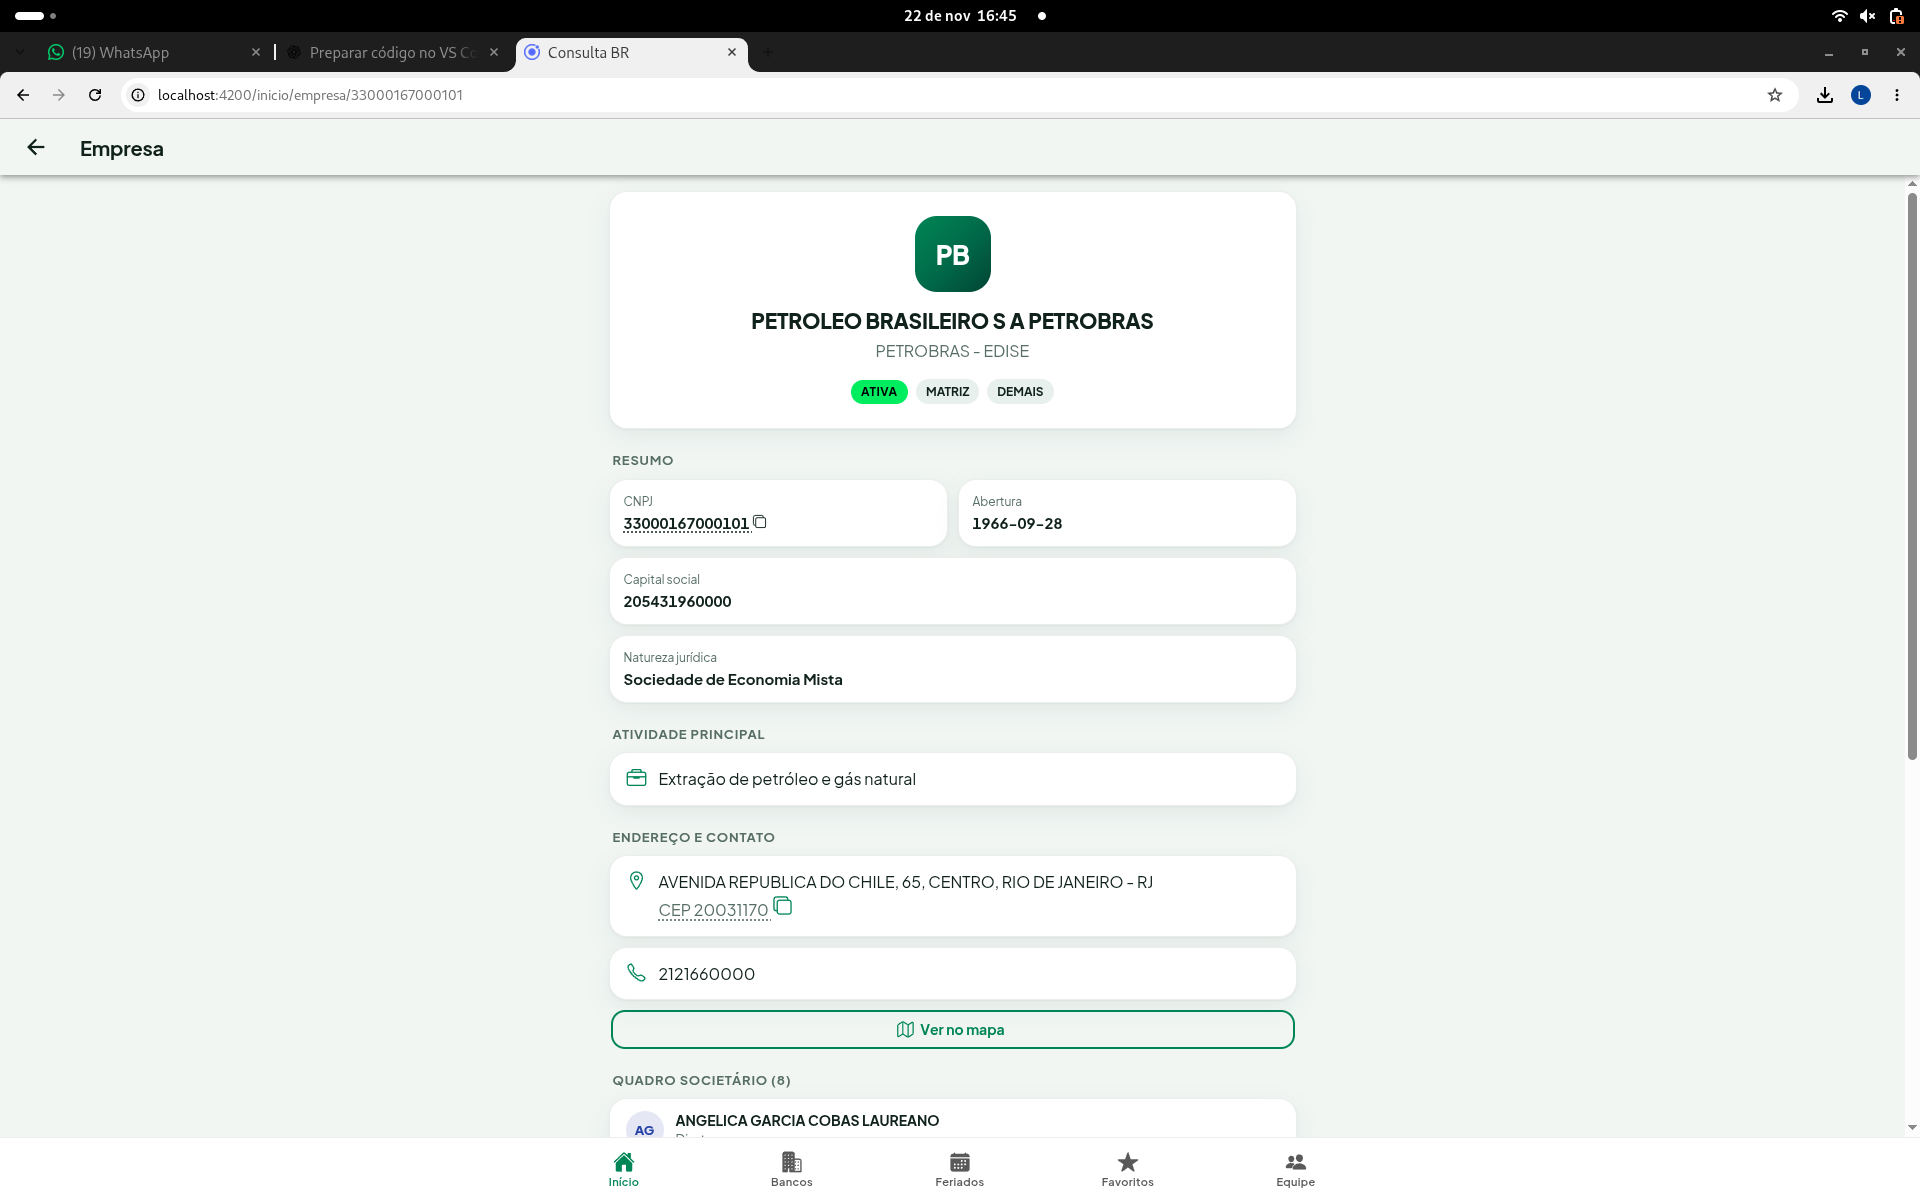 22 de nov 16:45
(19) WhatsApp
Preparar código no VS Co
Consulta BR
localhost:4200/inicio/empresa/33000167000101
L
Empresa
PB
PETROLEO BRASILEIRO S A PETROBRAS
PETROBRAS - EDISE
ATIVA MATRIZ DEMAIS
RESUMO
CNPJ
33000167000101
Abertura
1966-09-28
Capital social
205431960000
Natureza jurídica
Sociedade de Economia Mista
ATIVIDADE PRINCIPAL
Extração de petróleo e gás natural
ENDEREÇO E CONTATO
AVENIDA REPUBLICA DO CHILE, 65, CENTRO, RIO DE JANEIRO - RJ
CEP 20031170
2121660000
Ver no mapa
QUADRO SOCIETÁRIO (8)
AG
ANGELICA GARCIA COBAS LAUREANO
Início
Bancos
Feriados
Favoritos
Equipe